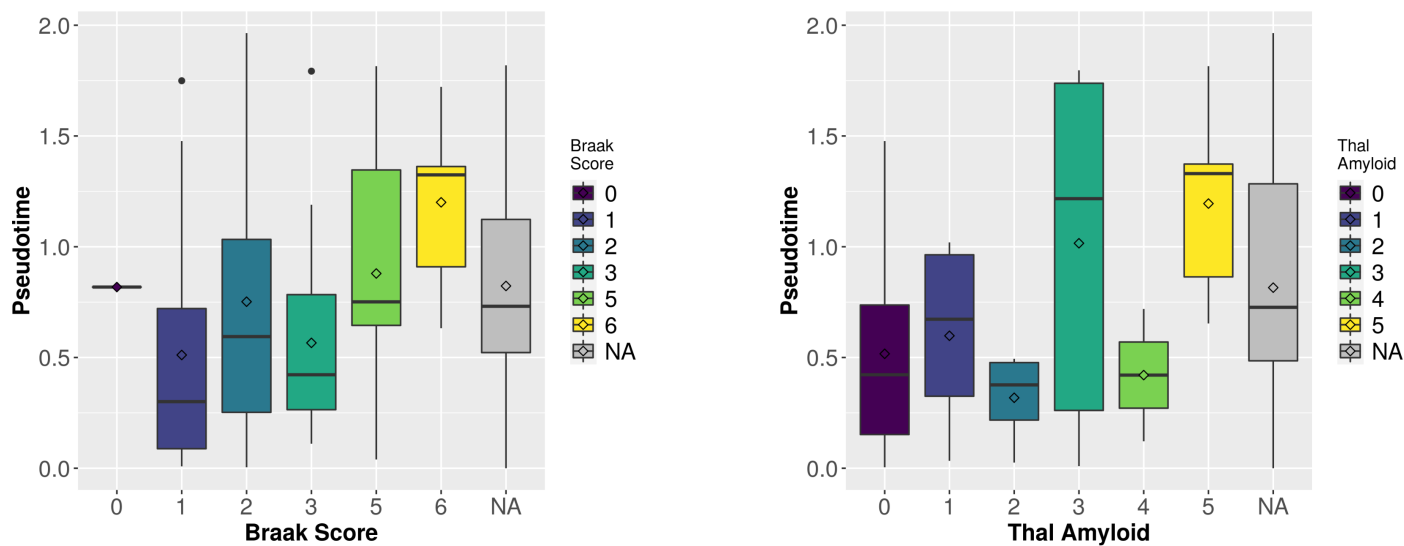 Pseudotime
2.0
1.5
1.0
0.5
0.0
0 1 2 3 5 6 NA
Braak Score
Braak
Score
0
1
2
3
5
6
NA
Pseudotime
2.0
1.5
1.0
0.5
0.0
0 1 2 3 4 5 NA
Thal Amyloid
Thal
Amyloid
0
1
2
3
4
5
NA